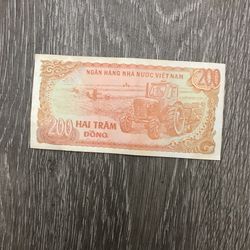 NGÂN HÀNG NHÀ NƯỚC VIỆT NAM
200
200
HAI TRĂM
ĐỒNG